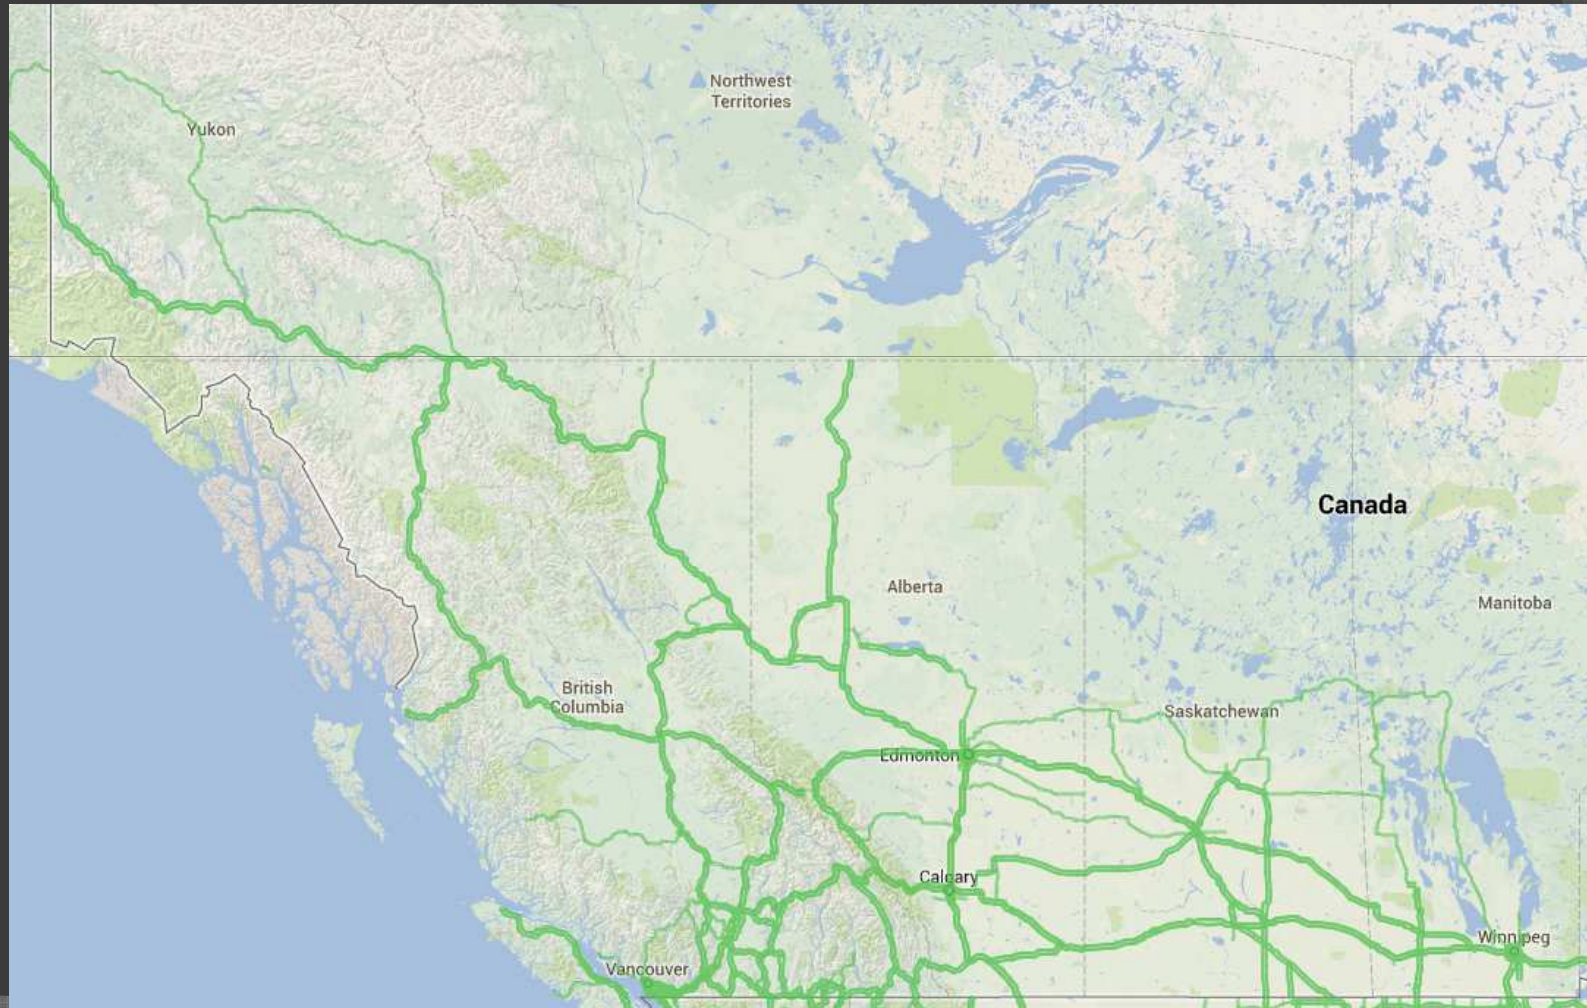 Northwest
Territories
Yukon
Canada
Alberta
Manitoba
British
Columbia
Saskatchewan
Edmonton
Calgary
Winnipeg
Vancouver